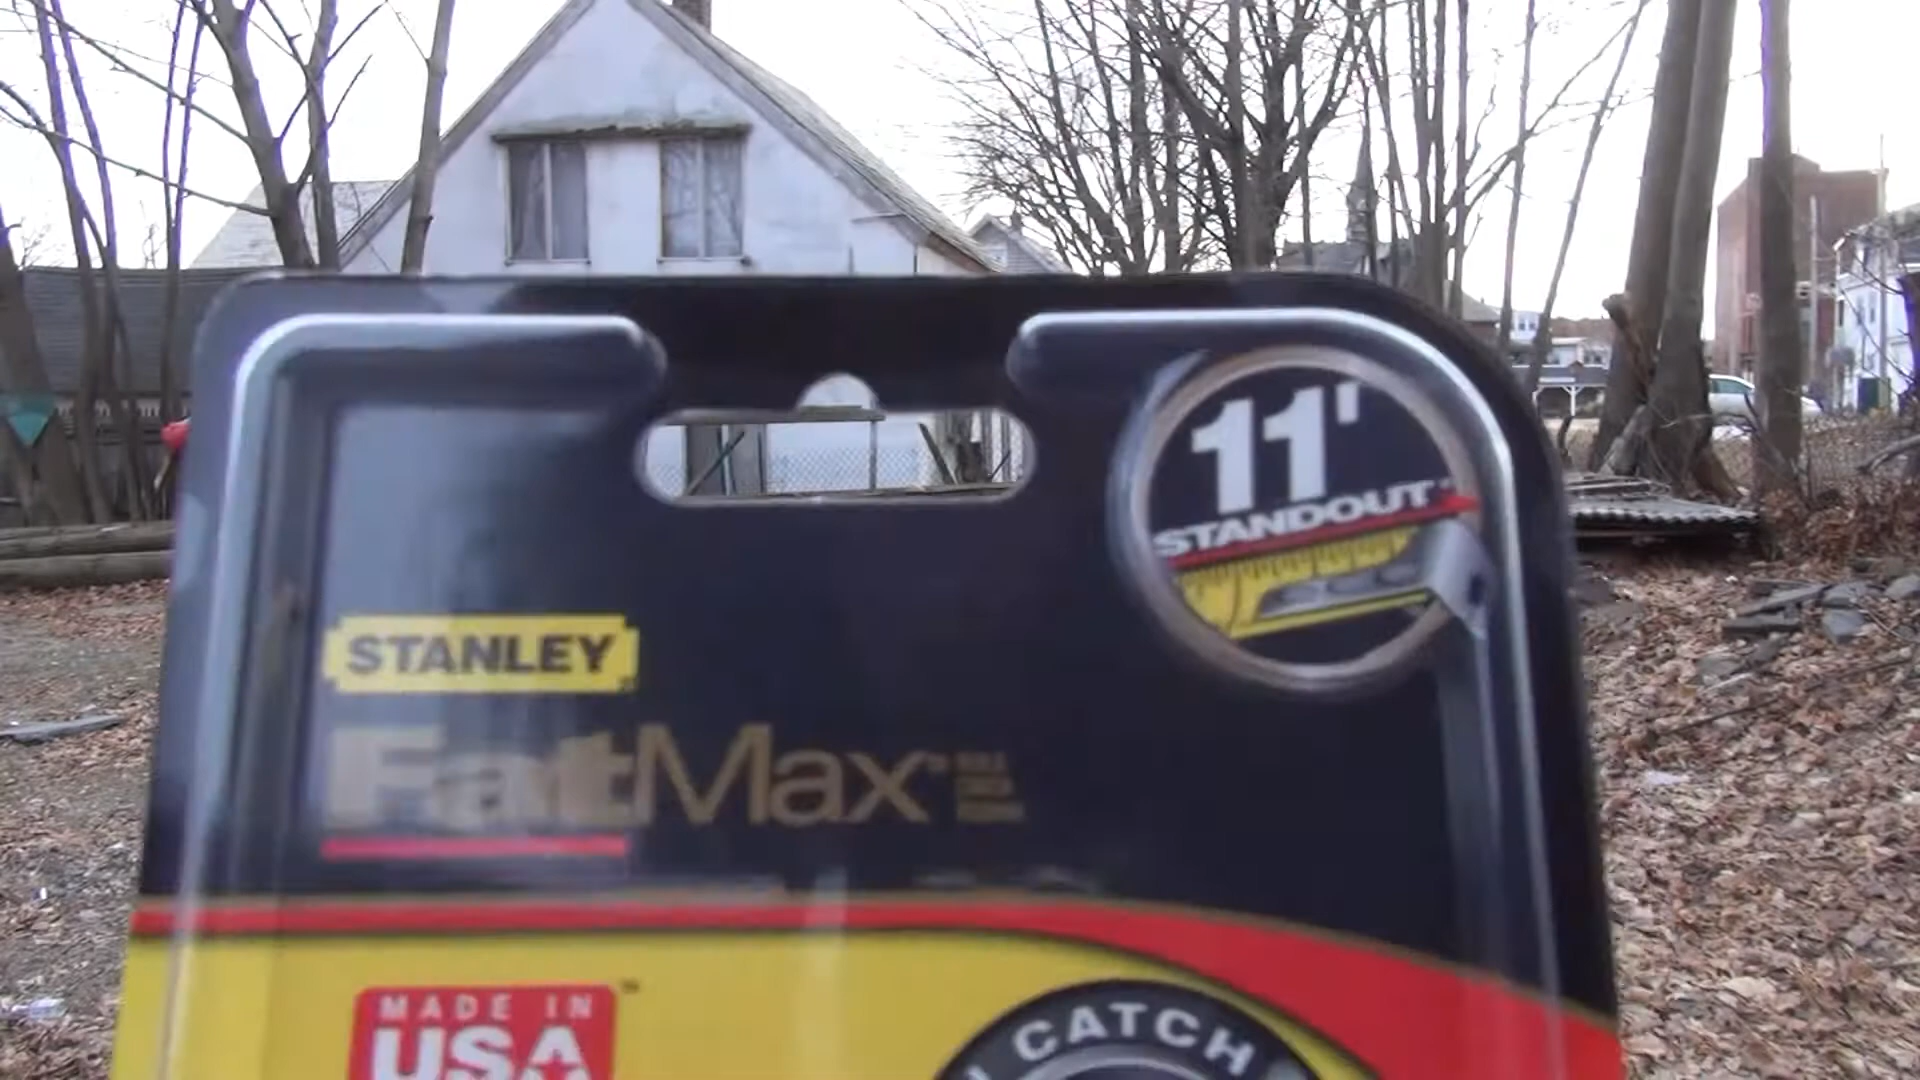 11'
STANDOUT
STANLEY
FatMax
MADE IN
USA
CATCH